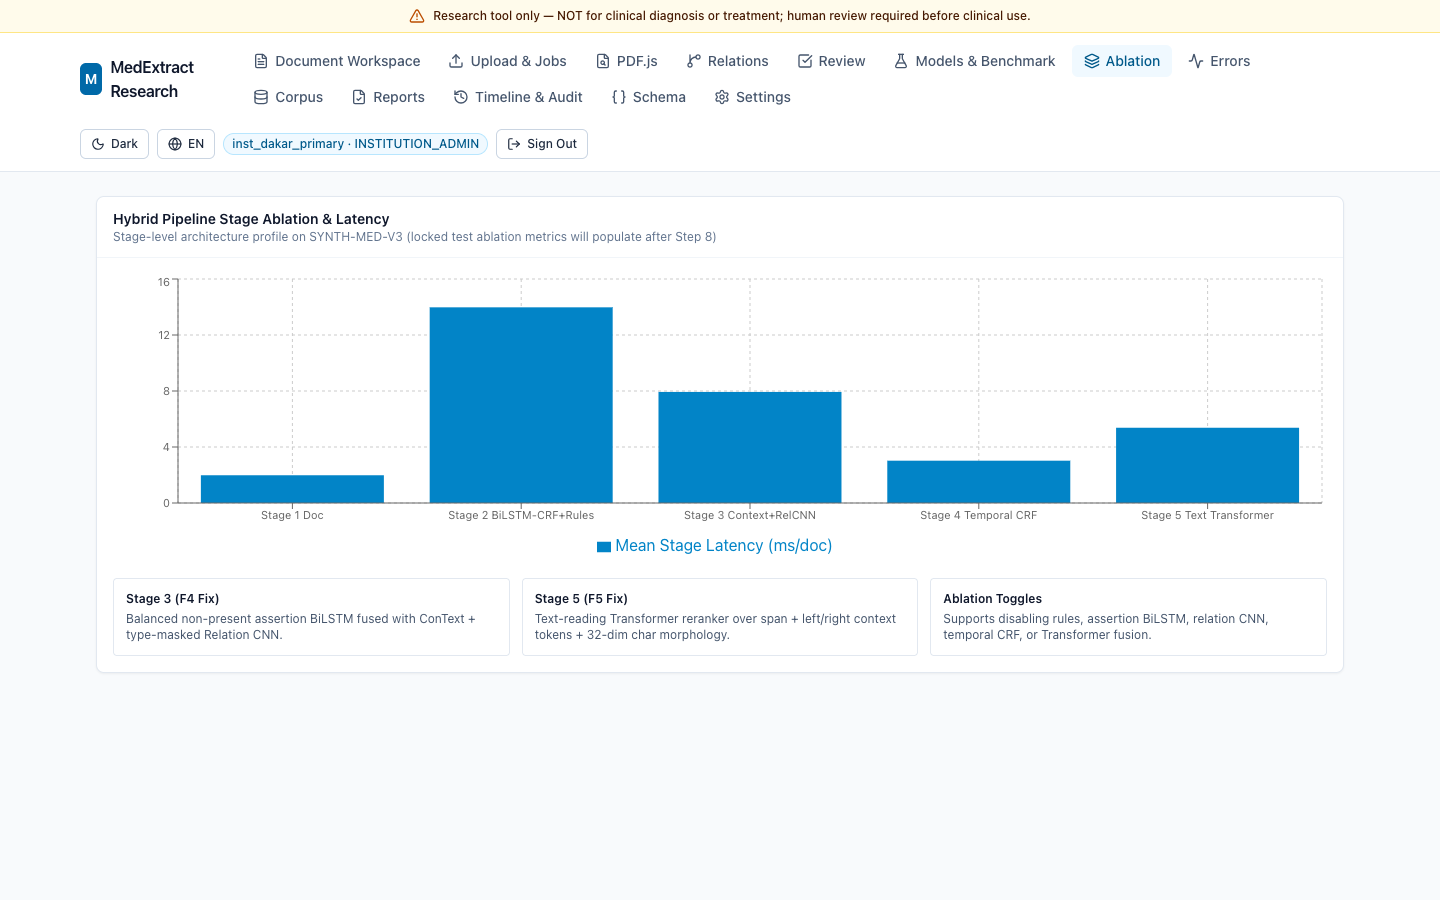 Research tool only — NOT for clinical diagnosis or treatment; human review required before clinical use.
M
MedExtract
Research
Document Workspace
Upload & Jobs
PDF.js
Relations
Review
Models & Benchmark
Ablation
Errors
Corpus
Reports
Timeline & Audit
Schema
Settings
Dark
EN
inst_dakar_primary · INSTITUTION_ADMIN
Sign Out
Hybrid Pipeline Stage Ablation & Latency
Stage-level architecture profile on SYNTH-MED-V3 (locked test ablation metrics will populate after Step 8)
16
12
8
4
0
Stage 1 Doc
Stage 2 BiLSTM-CRF+Rules
Stage 3 Context+RelCNN
Stage 4 Temporal CRF
Stage 5 Text Transformer
Mean Stage Latency (ms/doc)
Stage 3 (F4 Fix)
Balanced non-present assertion BiLSTM fused with ConText +
type-masked Relation CNN.
Stage 5 (F5 Fix)
Text-reading Transformer reranker over span + left/right context
tokens + 32-dim char morphology.
Ablation Toggles
Supports disabling rules, assertion BiLSTM, relation CNN,
temporal CRF, or Transformer fusion.